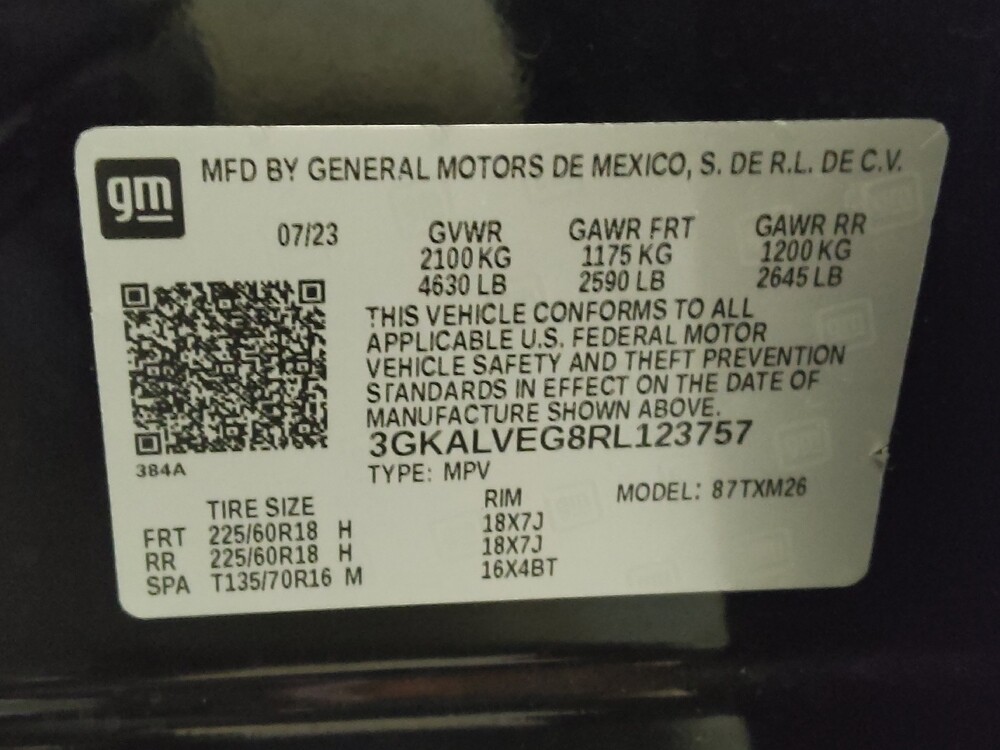 gm
MFD BY GENERAL MOTORS DE MEXICO, S. DE R.L. DE C.V.
07/23 GVWR GAWR FRT GAWR RR
2100 KG 1175 KG 1200 KG
4630 LB 2590 LB 2645 LB
THIS VEHICLE CONFORMS TO ALL
APPLICABLE U.S. FEDERAL MOTOR
VEHICLE SAFETY AND THEFT PREVENTION
STANDARDS IN EFFECT ON THE DATE OF
MANUFACTURE SHOWN ABOVE.
3GKALVEG8RL123757
384A
TYPE: MPV
TIRE SIZE RIM MODEL: 87TXM26
FRT 225/60R18 H 18X7J
RR 225/60R18 H 18X7J
SPA T135/70R16 M 16X4BT